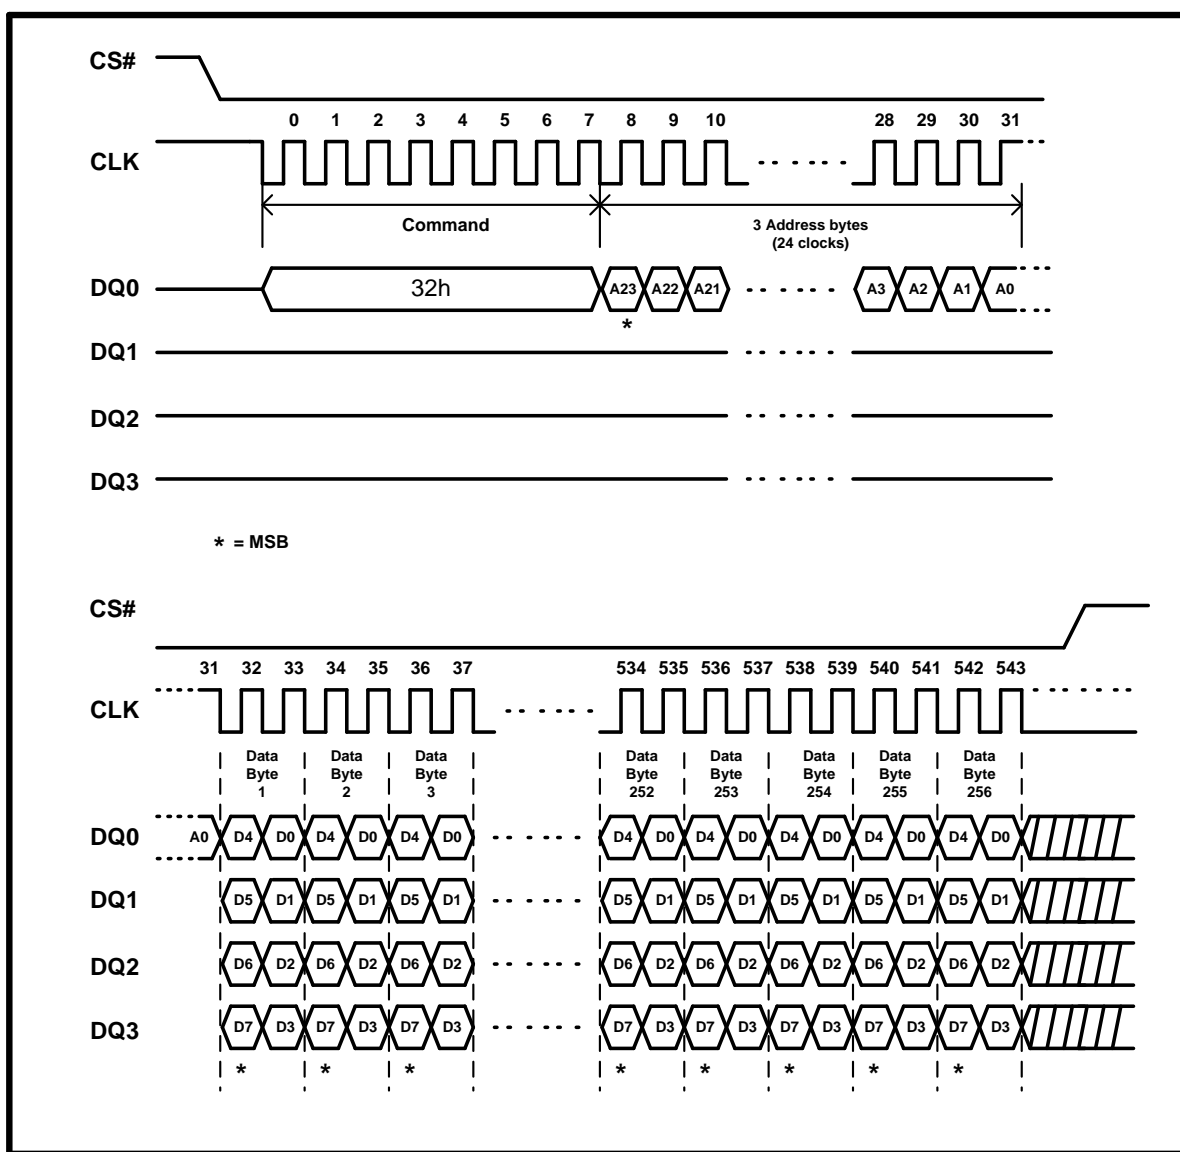 CS#
0 1 2 3 4 5 6 7 8 9 10 28 29 30 31
CLK
Command
3 Address bytes
(24 clocks)
DQ0 32h A23 A22 A21 A3 A2 A1 A0
*
DQ1
DQ2
DQ3
* = MSB
CS#
31 32 33 34 35 36 37 534 535 536 537 538 539 540 541 542 543
CLK
Data Data Data Data Data Data Data Data
Byte Byte Byte Byte Byte Byte Byte Byte
1 2 3 252 253 254 255 256
DQ0 A0 D4 D0 D4 D0 D4 D0 D4 D0 D4 D0 D4 D0 D4 D0 D4 D0
DQ1 D5 D1 D5 D1 D5 D1 D5 D1 D5 D1 D5 D1 D5 D1 D5 D1
DQ2 D6 D2 D6 D2 D6 D2 D6 D2 D6 D2 D6 D2 D6 D2 D6 D2
DQ3 D7 D3 D7 D3 D7 D3 D7 D3 D7 D3 D7 D3 D7 D3 D7 D3
* * * * * * * *